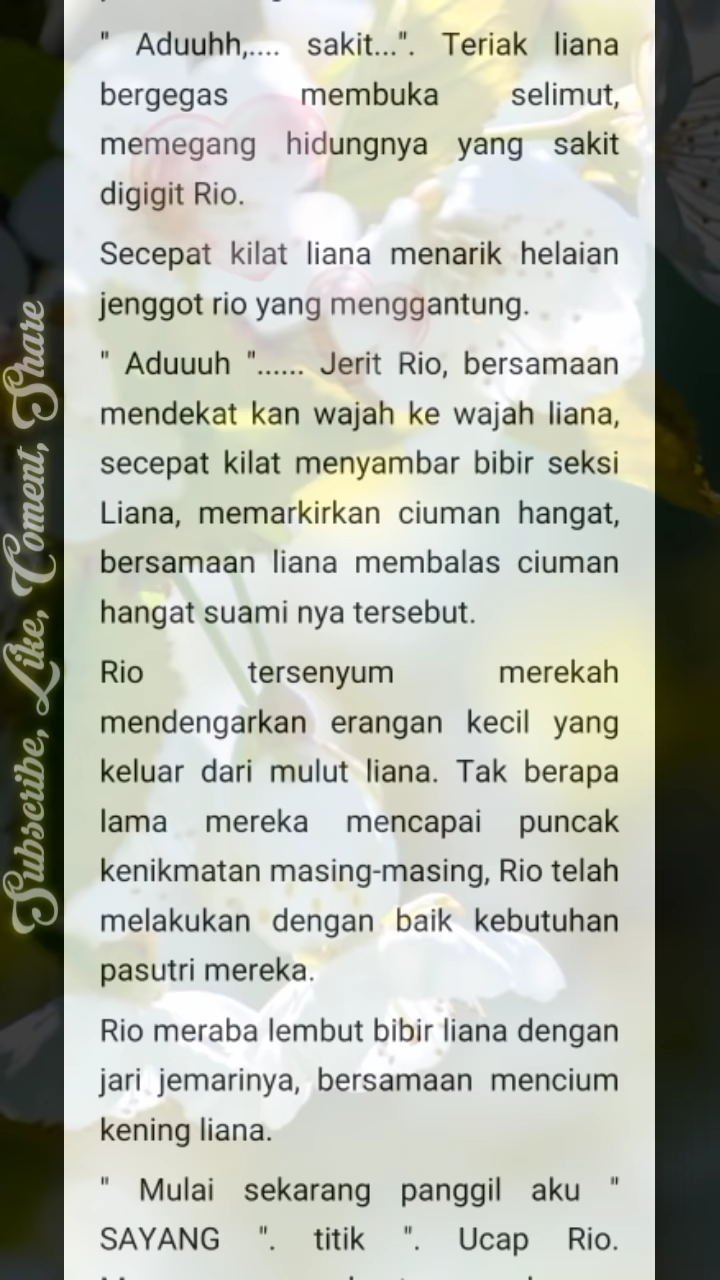 " Aduuhh,.... sakit...". Teriak liana
bergegas membuka selimut,
memegang hidungnya yang sakit
digigit Rio.
Secepat kilat liana menarik helaian
jenggot rio yang menggantung.
" Aduuuh "...... Jerit Rio, bersamaan
mendekat kan wajah ke wajah liana,
secepat kilat menyambar bibir seksi
Liana, memarkirkan ciuman hangat,
bersamaan liana membalas ciuman
hangat suami nya tersebut.
Rio tersenyum merekah
mendengarkan erangan kecil yang
keluar dari mulut liana. Tak berapa
lama mereka mencapai puncak
kenikmatan masing-masing, Rio telah
melakukan dengan baik kebutuhan
pasutri mereka.
Rio meraba lembut bibir liana dengan
jari jemarinya, bersamaan mencium
kening liana.
" Mulai sekarang panggil aku "
SAYANG ". titik ". Ucap Rio.
Subscribe, Like, Coment, Share